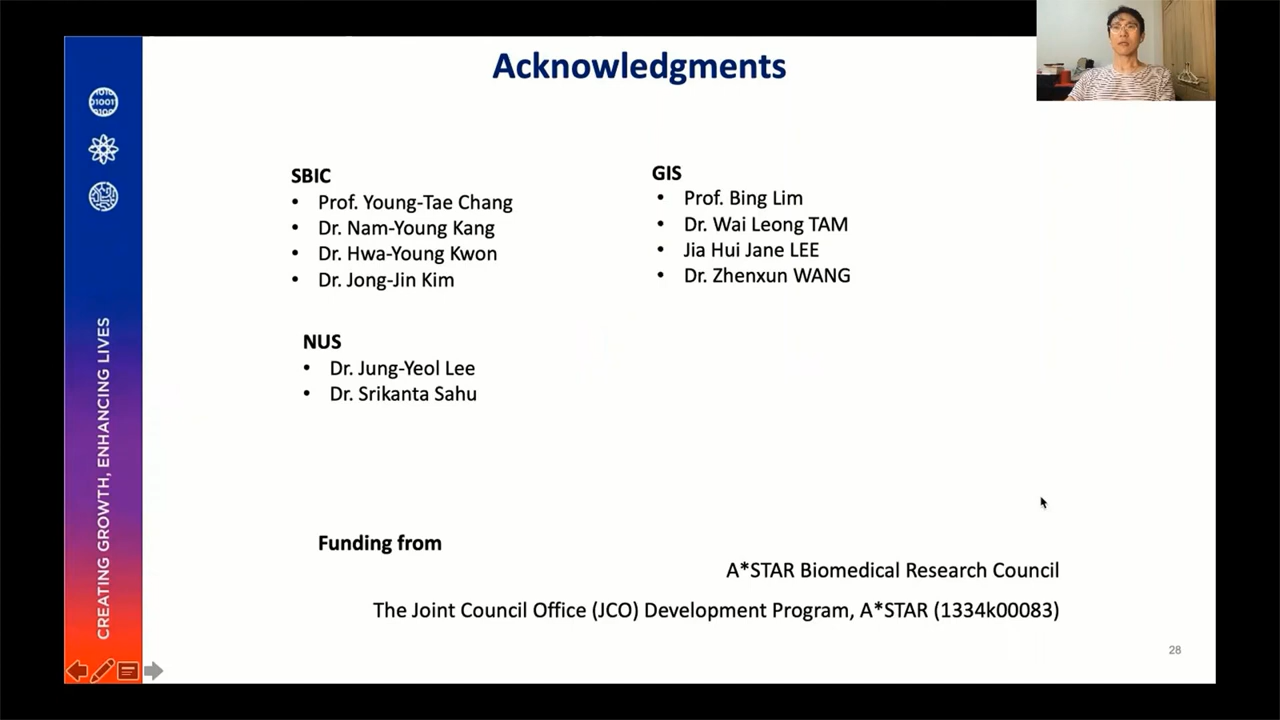 Acknowledgments
SBIC
• Prof. Young-Tae Chang
• Dr. Nam-Young Kang
• Dr. Hwa-Young Kwon
• Dr. Jong-Jin Kim
GIS
• Prof. Bing Lim
• Dr. Wai Leong TAM
• Jia Hui Jane LEE
• Dr. Zhenxun WANG
NUS
• Dr. Jung-Yeol Lee
• Dr. Srikanta Sahu
Funding from
A*STAR Biomedical Research Council
The Joint Council Office (JCO) Development Program, A*STAR (1334k00083)
28
CREATING GROWTH, ENHANCING LIVES